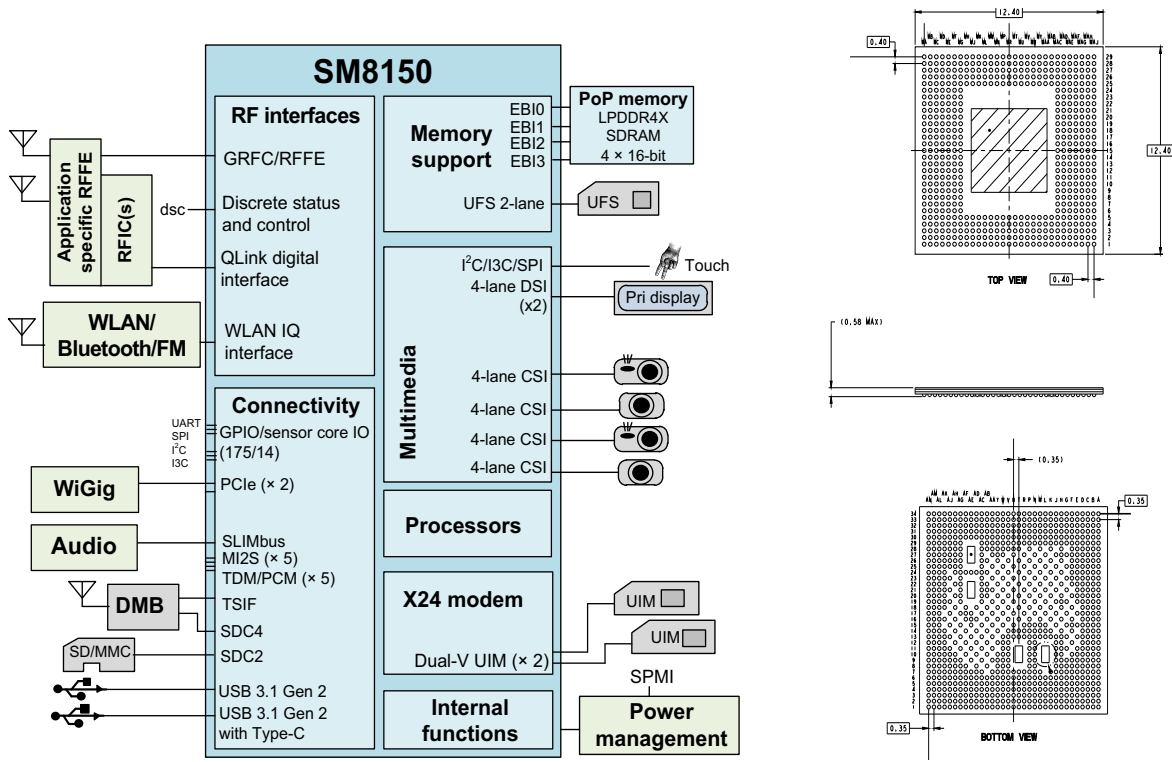 SM8150
RF interfaces
GRFC/RFFE
Discrete status
and control
QLink digital
interface
WLAN IQ
interface
Application
specific RFFE
RFIC(s)
dsc
WLAN/
Bluetooth/FM
Connectivity
UART
SPI
I²C
I3C
GPIO/sensor core IO
(175/14)
WiGig
PCIe (× 2)
Audio
SLIMbus
MI2S (× 5)
TDM/PCM (× 5)
DMB
TSIF
SDC4
SD/MMC
SDC2
USB 3.1 Gen 2
USB 3.1 Gen 2
with Type-C
Memory
support
EBI0
EBI1
EBI2
EBI3
PoP memory
LPDDR4X
SDRAM
4 × 16-bit
UFS 2-lane
UFS
Multimedia
I²C/I3C/SPI
Touch
4-lane DSI
(x2)
Pri display
4-lane CSI
4-lane CSI
4-lane CSI
4-lane CSI
Processors
X24 modem
Dual-V UIM (× 2)
UIM
UIM
Internal
functions
SPMI
Power
management
12.40
0.40
12.40
0.40
TOP VIEW
(0.58 MAX)
(0.35)
0.35
0.35
BOTTOM VIEW